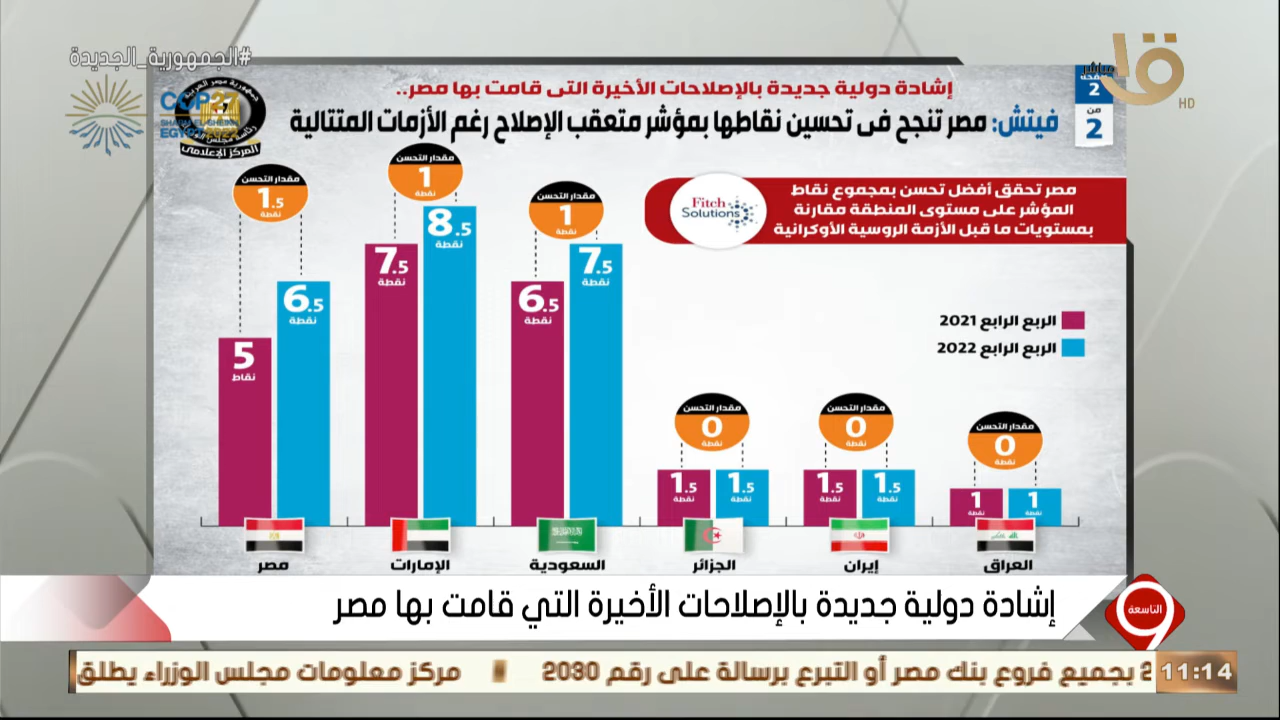 #الجمهورية_الجديدة
مباشر
HD
صفحة
2
من
2
COP27
EGYPT 2022
المركز الإعلامى
إشادة دولية جديدة بالإصلاحات الأخيرة التى قامت بها مصر..
فيتش: مصر تنجح فى تحسين نقاطها بمؤشر متعقب الإصلاح رغم الأزمات المتتالية
مصر تحقق أفضل تحسن بمجموع نقاط
المؤشر على مستوى المنطقة مقارنة
بمستويات ما قبل الأزمة الروسية الأوكرانية
Fitch
Solutions
الربع الرابع 2021
الربع الرابع 2022
مقدار التحسن
1.5
نقطة
5
نقاط
6.5
نقطة
مصر
مقدار التحسن
1
نقطة
7.5
نقطة
8.5
نقطة
الإمارات
مقدار التحسن
1
نقطة
6.5
نقطة
7.5
نقطة
السعودية
مقدار التحسن
0
نقطة
1.5
نقطة
1.5
نقطة
الجزائر
مقدار التحسن
0
نقطة
1.5
نقطة
1.5
نقطة
إيران
مقدار التحسن
0
نقطة
1
نقطة
1
نقطة
العراق
إشادة دولية جديدة بالإصلاحات الأخيرة التي قامت بها مصر
التاسعة
9
بجميع فروع بنك مصر أو التبرع برسالة على رقم 2030
مركز معلومات مجلس الوزراء يطلق
11:14